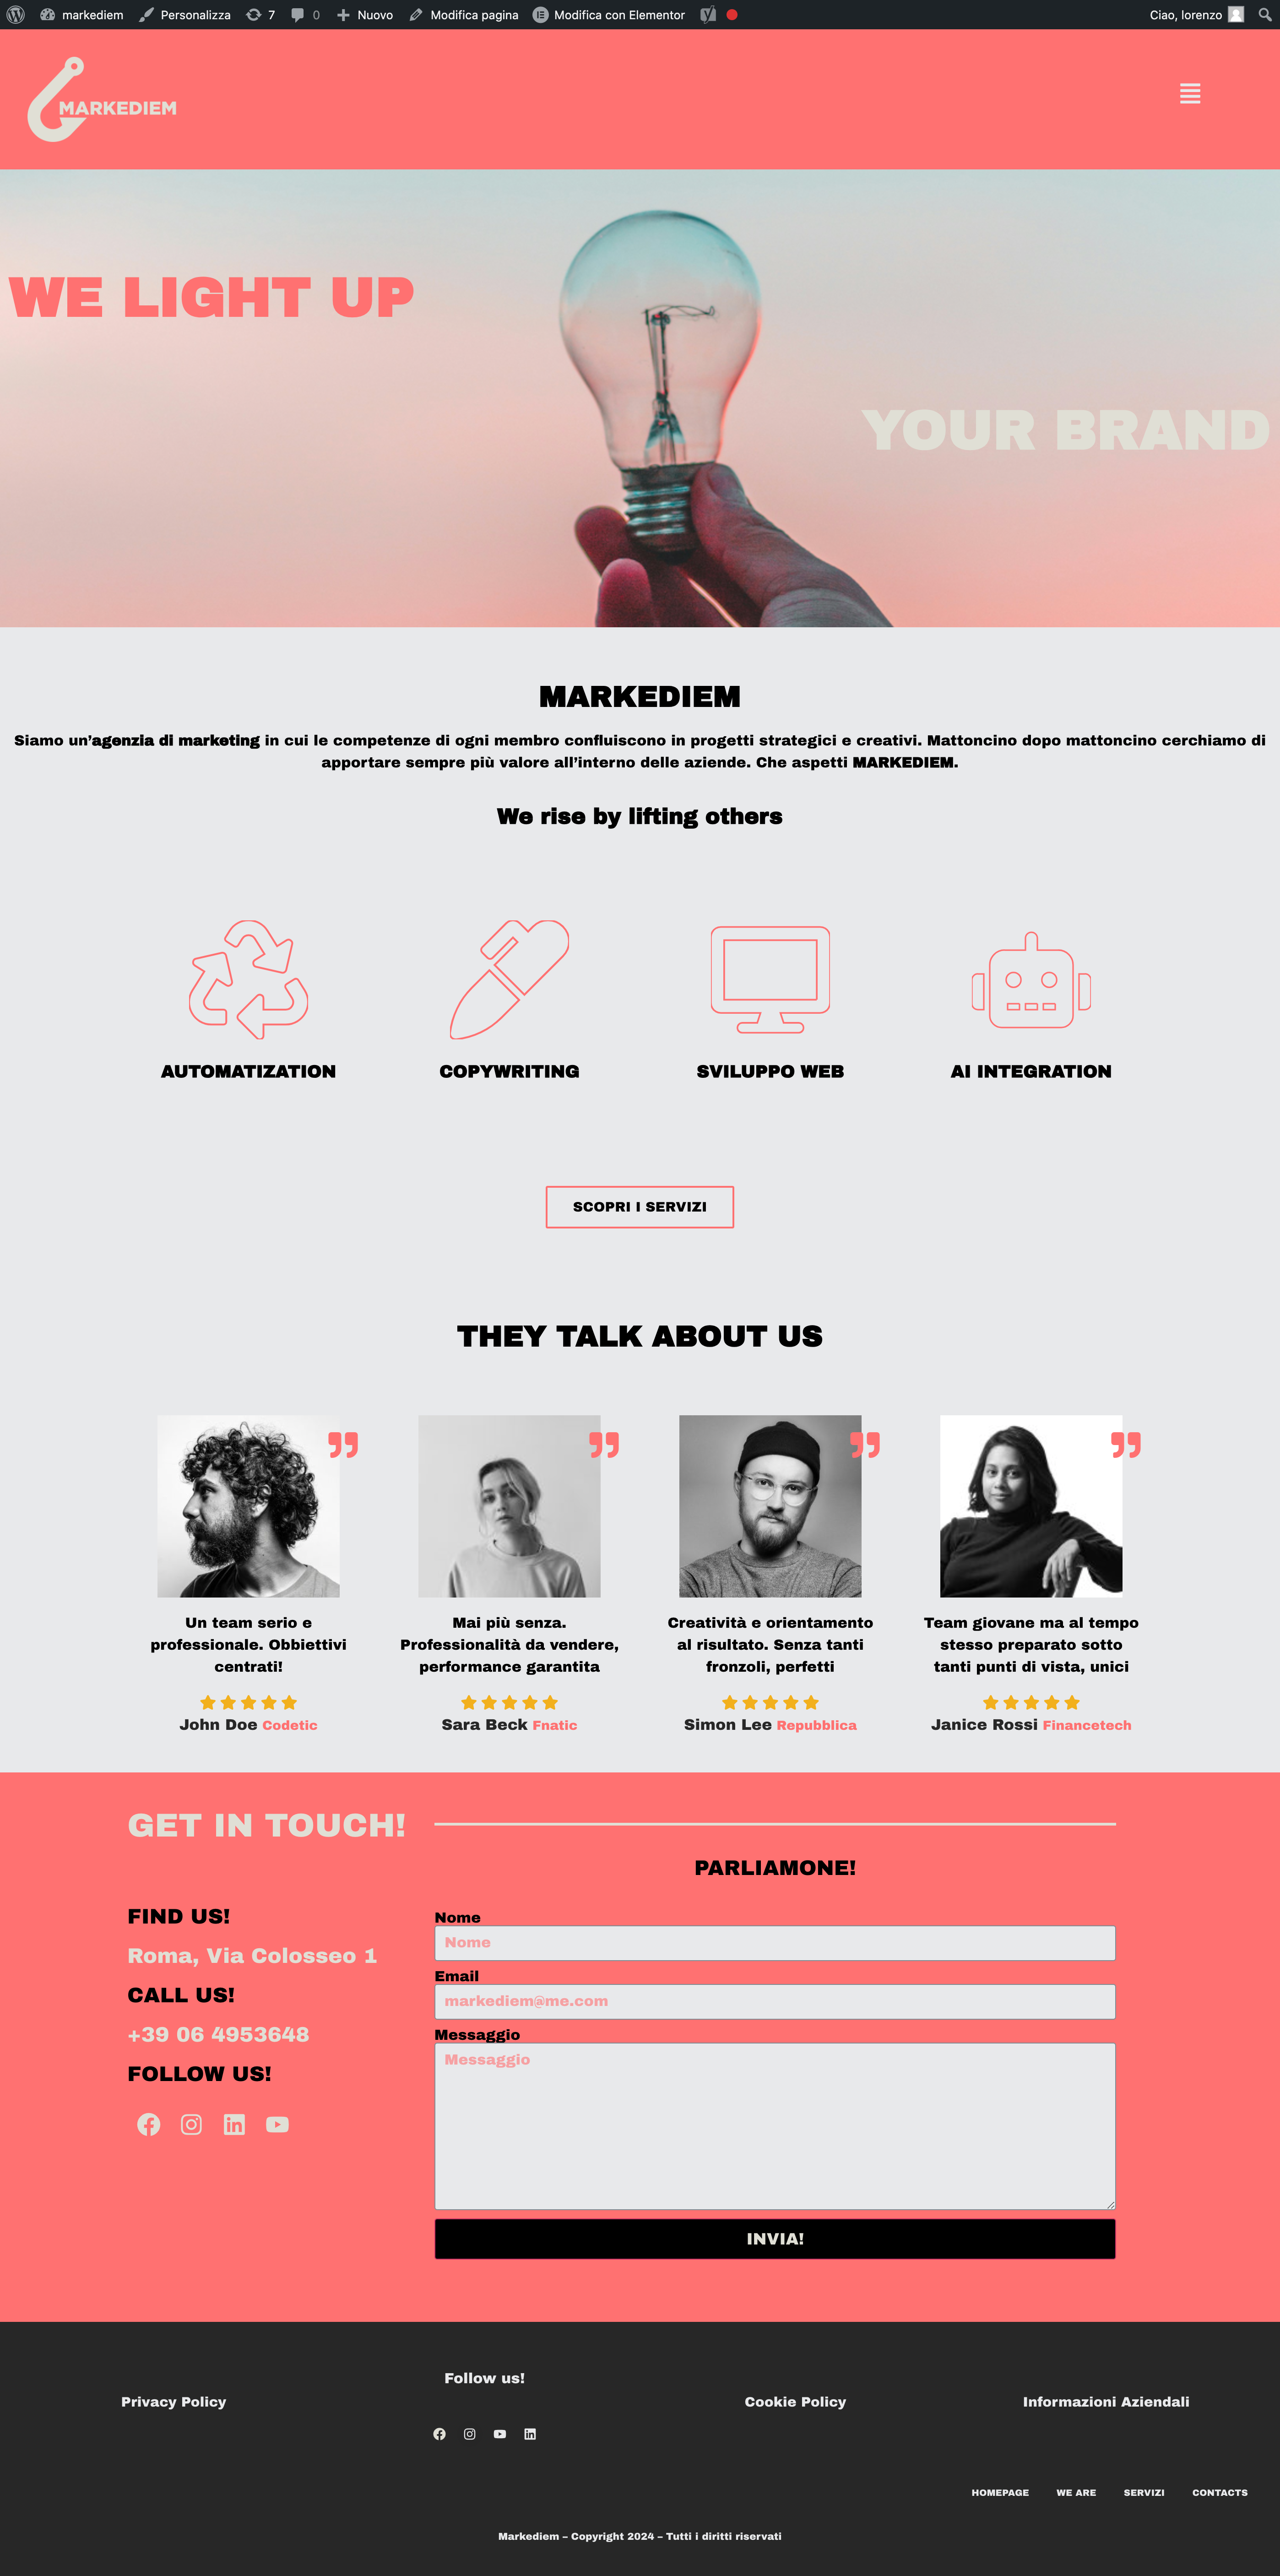 markediem Personalizza 7 0 Nuovo Modifica pagina Modifica con Elementor Ciao, lorenzo
MARKEDIEM
WE LIGHT UP
YOUR BRAND
MARKEDIEM
Siamo un’agenzia di marketing in cui le competenze di ogni membro confluiscono in progetti strategici e creativi. Mattoncino dopo mattoncino cerchiamo di
apportare sempre più valore all’interno delle aziende. Che aspetti MARKEDIEM.
We rise by lifting others
AUTOMATIZATION
COPYWRITING
SVILUPPO WEB
AI INTEGRATION
SCOPRI I SERVIZI
THEY TALK ABOUT US
Un team serio e
professionale. Obbiettivi
centrati!
John Doe Codetic
Mai più senza.
Professionalità da vendere,
performance garantita
Sara Beck Fnatic
Creatività e orientamento
al risultato. Senza tanti
fronzoli, perfetti
Simon Lee Repubblica
Team giovane ma al tempo
stesso preparato sotto
tanti punti di vista, unici
Janice Rossi Financetech
GET IN TOUCH!
FIND US!
Roma, Via Colosseo 1
CALL US!
+39 06 4953648
FOLLOW US!
PARLIAMONE!
Nome
Nome
Email
markediem@me.com
Messaggio
Messaggio
INVIA!
Privacy Policy
Follow us!
Cookie Policy
Informazioni Aziendali
HOMEPAGE WE ARE SERVIZI CONTACTS
Markediem – Copyright 2024 – Tutti i diritti riservati